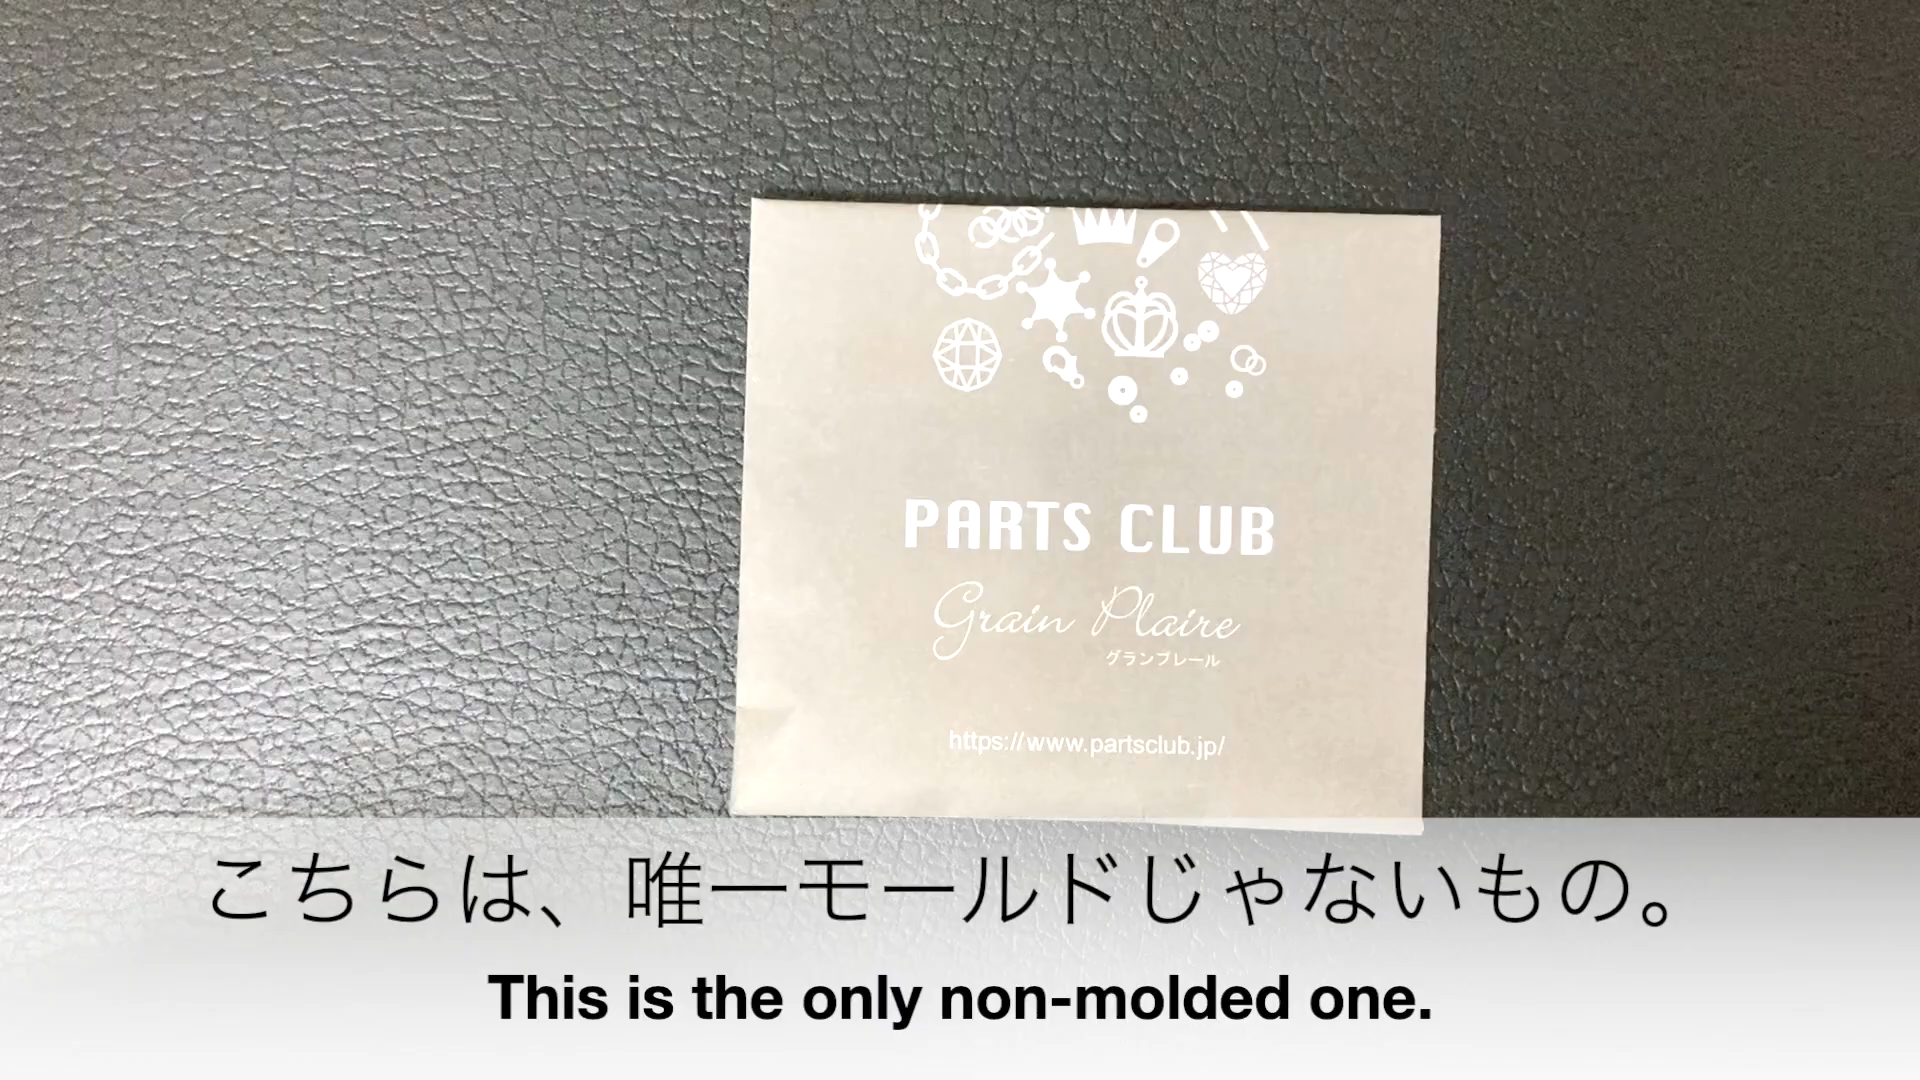 PARTS CLUB
Grain Plaire
グランプレール
https://www.partsclub.jp/
こちらは、唯一モールドじゃないもの。
This is the only non-molded one.